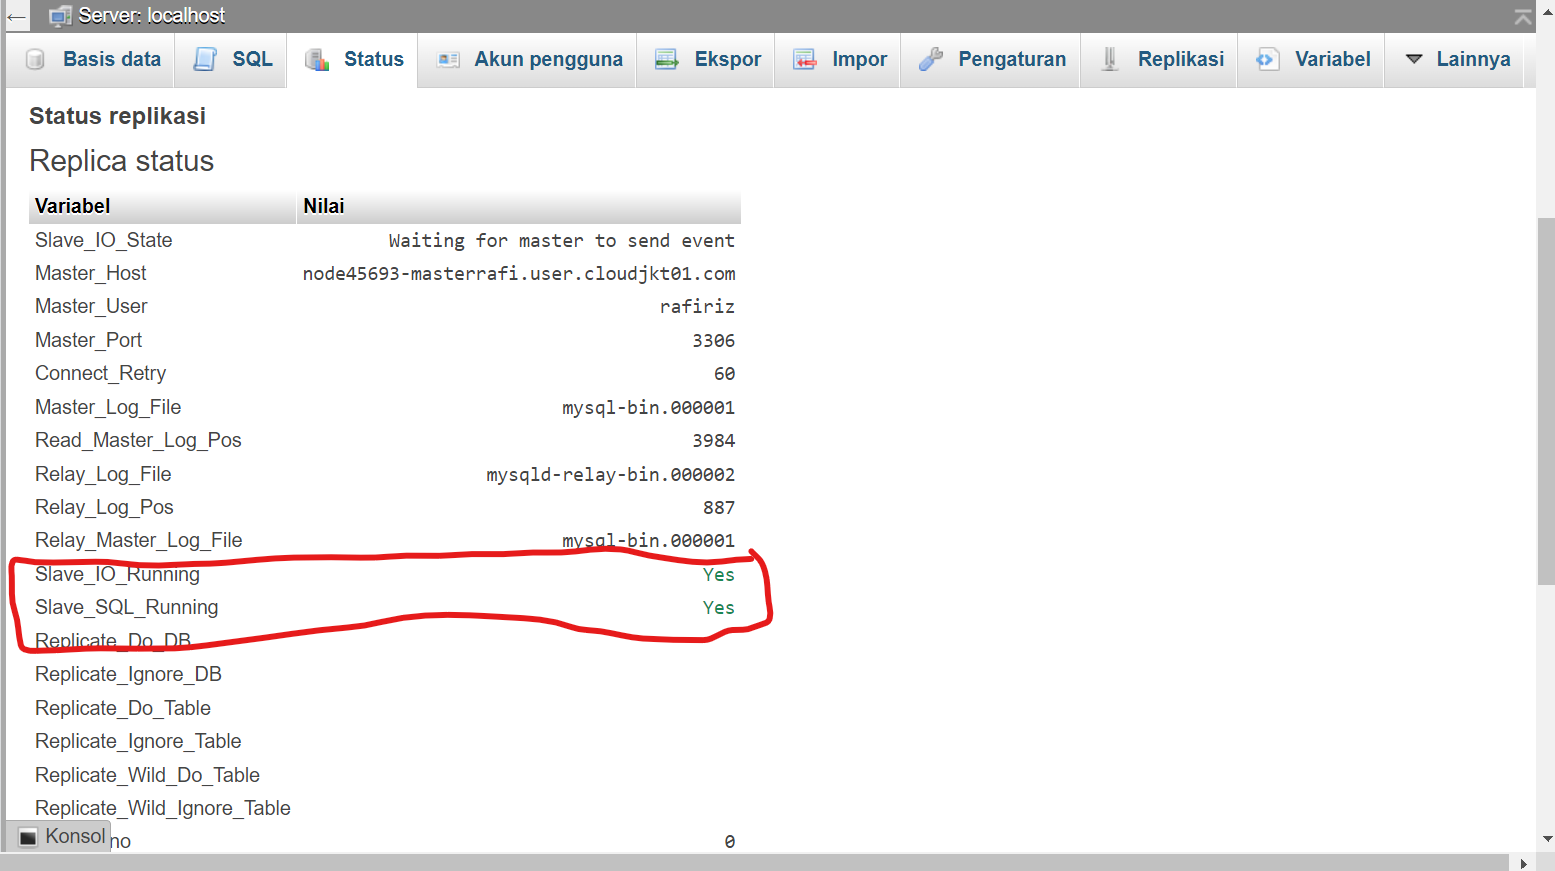 Server: localhost
Basis data SQL Status Akun pengguna Ekspor Impor Pengaturan Replikasi Variabel Lainnya
Status replikasi
Replica status
Variabel Nilai
Slave_IO_State Waiting for master to send event
Master_Host node45693-masterrafi.user.cloudjkt01.com
Master_User rafiriz
Master_Port 3306
Connect_Retry 60
Master_Log_File mysql-bin.000001
Read_Master_Log_Pos 3984
Relay_Log_File mysqld-relay-bin.000002
Relay_Log_Pos 887
Relay_Master_Log_File mysql-bin.000001
Slave_IO_Running Yes
Slave_SQL_Running Yes
Replicate_Do_DB
Replicate_Ignore_DB
Replicate_Do_Table
Replicate_Ignore_Table
Replicate_Wild_Do_Table
Replicate_Wild_Ignore_Table
Konsol no 0